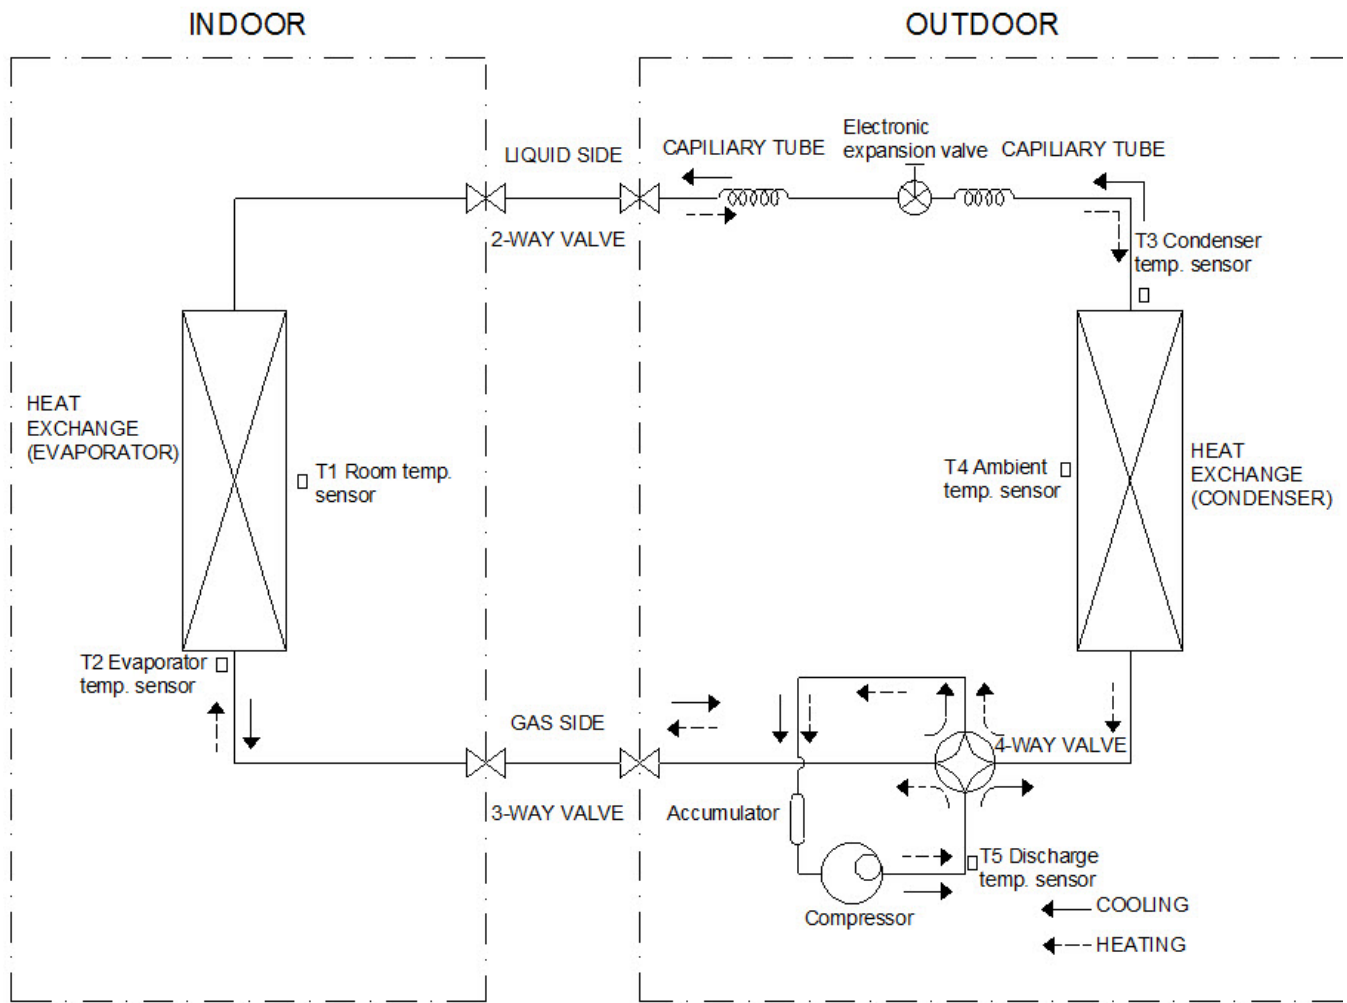 INDOOR
OUTDOOR
Electronic
expansion valve
LIQUID SIDE
CAPILIARY TUBE
CAPILIARY TUBE
2-WAY VALVE
T3 Condenser
temp. sensor
HEAT
EXCHANGE
(EVAPORATOR)
T1 Room temp.
sensor
T4 Ambient
temp. sensor
HEAT
EXCHANGE
(CONDENSER)
T2 Evaporator
temp. sensor
GAS SIDE
4-WAY VALVE
3-WAY VALVE
Accumulator
T5 Discharge
temp. sensor
Compressor
COOLING
HEATING